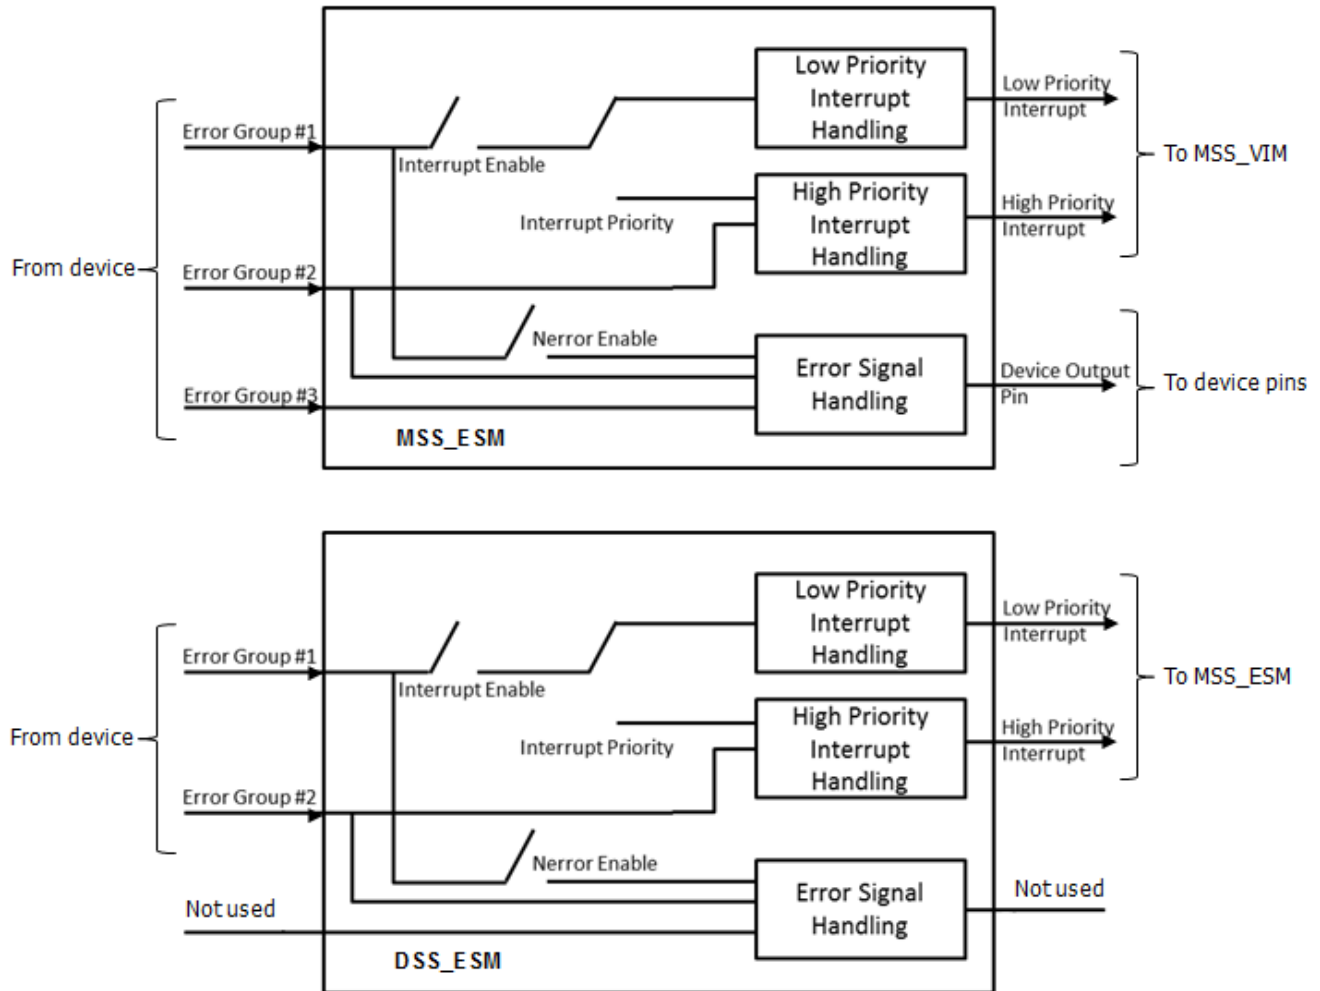 Low Priority
Interrupt
Handling
Low Priority
Interrupt
Error Group #1
Interrupt Enable
To MSS_VIM
High Priority
Interrupt
Handling
High Priority
Interrupt
Interrupt Priority
From device
Error Group #2
Nerror Enable
Error Signal
Handling
Device Output
Pin
To device pins
Error Group #3
MSS_ESM
Low Priority
Interrupt
Handling
Low Priority
Interrupt
Error Group #1
Interrupt Enable
To MSS_ESM
High Priority
Interrupt
Handling
High Priority
Interrupt
Interrupt Priority
From device
Error Group #2
Nerror Enable
Error Signal
Handling
Not used
Not used
DSS_ESM